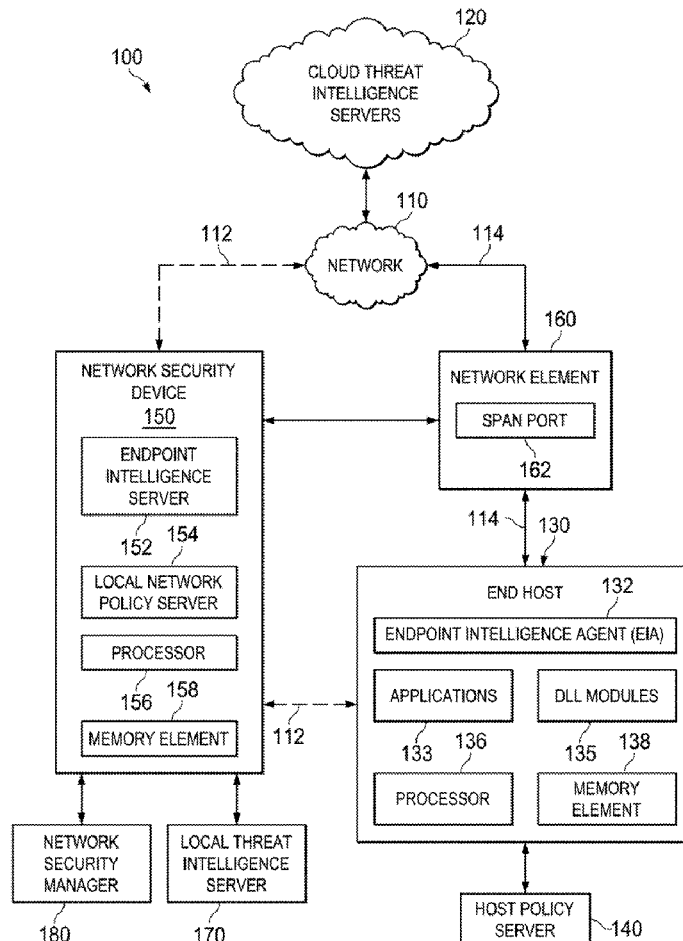 120
100
CLOUD THREAT
INTELLIGENCE
SERVERS
110
112
NETWORK
114
160
NETWORK SECURITY
DEVICE
150
NETWORK ELEMENT
SPAN PORT
162
ENDPOINT
INTELLIGENCE
SERVER
152
154
114
130
LOCAL NETWORK
POLICY SERVER
END HOST
132
ENDPOINT INTELLIGENCE AGENT (EIA)
PROCESSOR
156
158
APPLICATIONS
DLL MODULES
112
133
136
135
138
MEMORY ELEMENT
PROCESSOR
MEMORY
ELEMENT
NETWORK
SECURITY
MANAGER
LOCAL THREAT
INTELLIGENCE
SERVER
180
170
HOST POLICY
SERVER
140